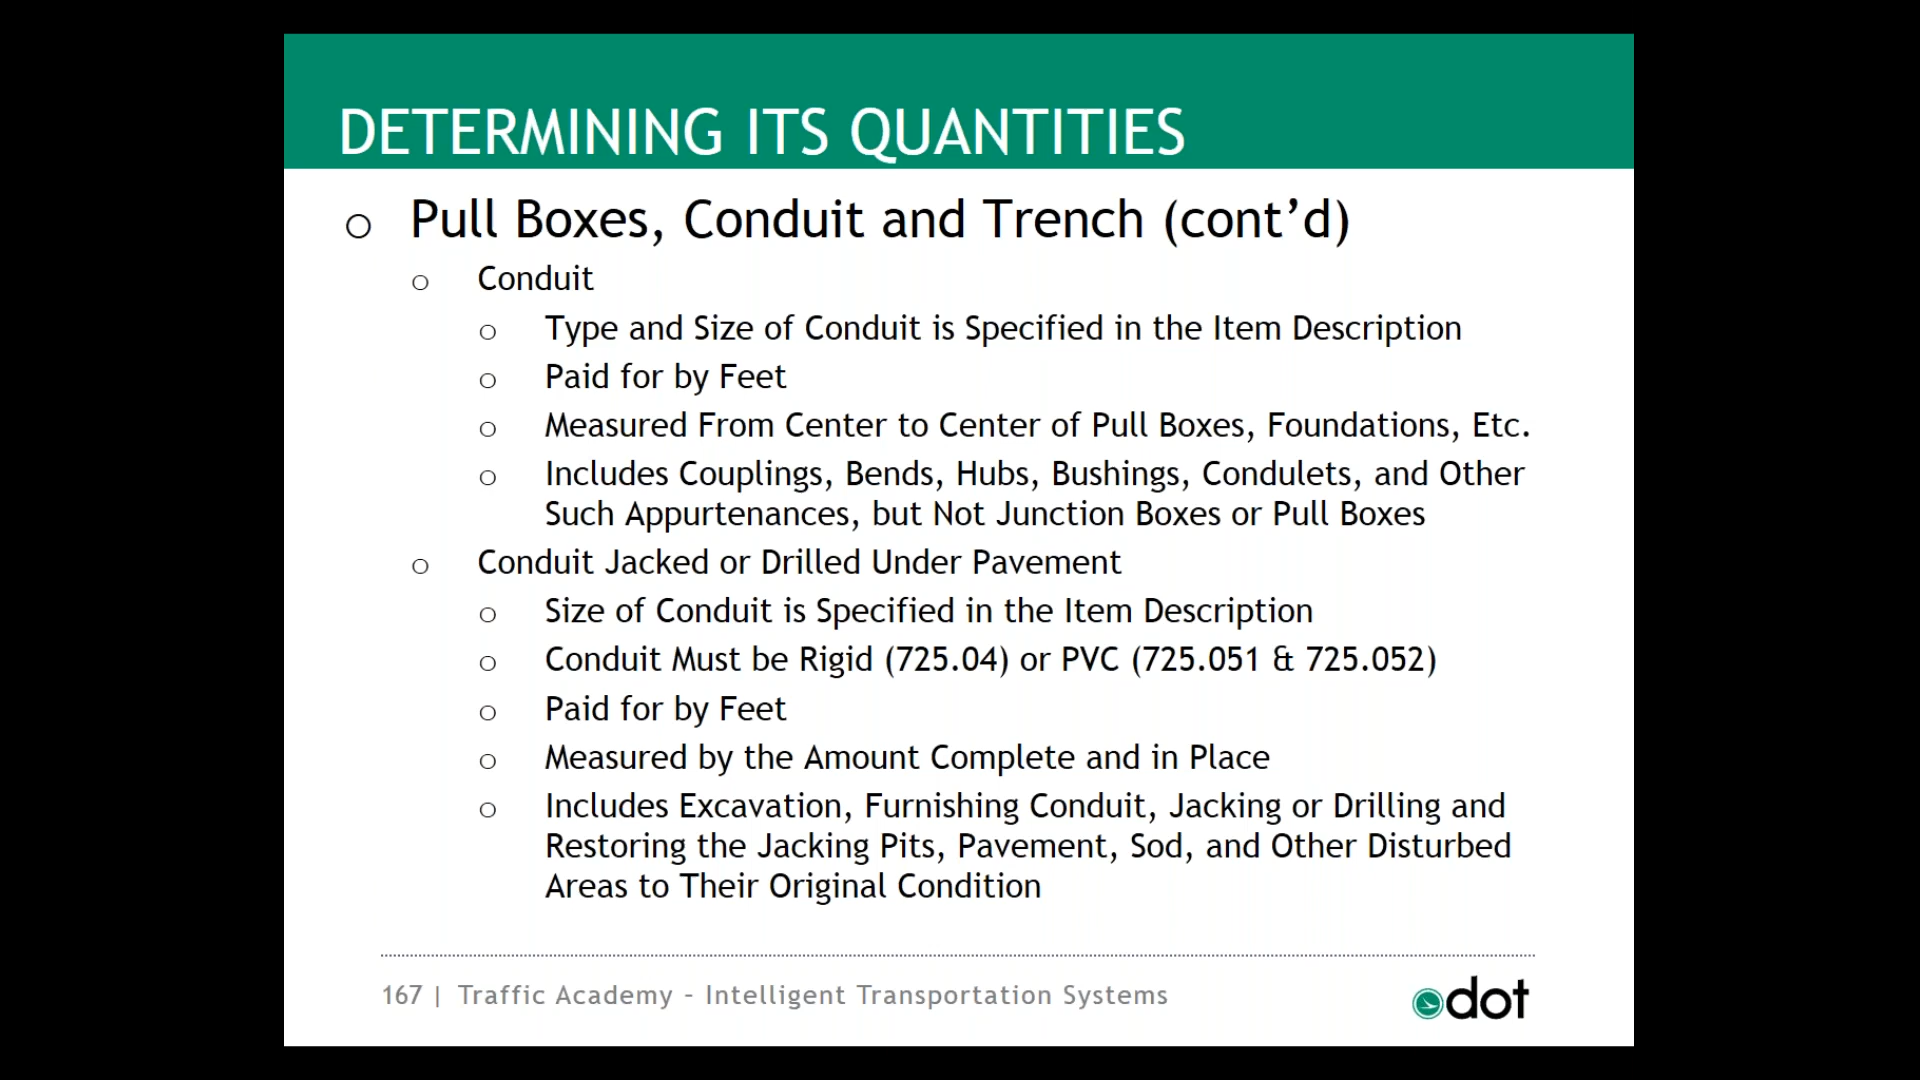 DETERMINING ITS QUANTITIES
Pull Boxes, Conduit and Trench (cont’d)
Conduit
Type and Size of Conduit is Specified in the Item Description
Paid for by Feet
Measured From Center to Center of Pull Boxes, Foundations, Etc.
Includes Couplings, Bends, Hubs, Bushings, Condulets, and Other
Such Appurtenances, but Not Junction Boxes or Pull Boxes
Conduit Jacked or Drilled Under Pavement
Size of Conduit is Specified in the Item Description
Conduit Must be Rigid (725.04) or PVC (725.051 & 725.052)
Paid for by Feet
Measured by the Amount Complete and in Place
Includes Excavation, Furnishing Conduit, Jacking or Drilling and
Restoring the Jacking Pits, Pavement, Sod, and Other Disturbed
Areas to Their Original Condition
167 | Traffic Academy - Intelligent Transportation Systems
dot